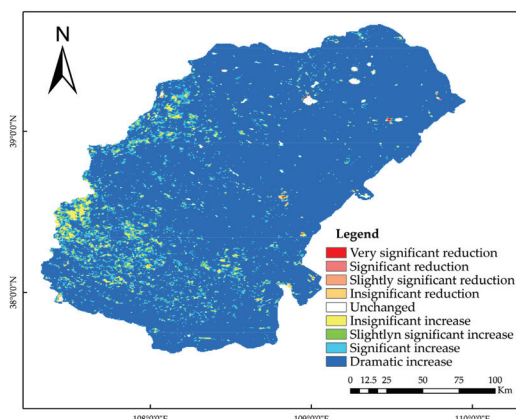 N
39°0'0"N
38°0'0"N
Legend
Very significant reduction
Significant reduction
Slightly significant reduction
Insignificant reduction
Unchanged
Insignificant increase
Slightlyn significant increase
Significant increase
Dramatic increase
0 12.5 25 50 75 100
Km